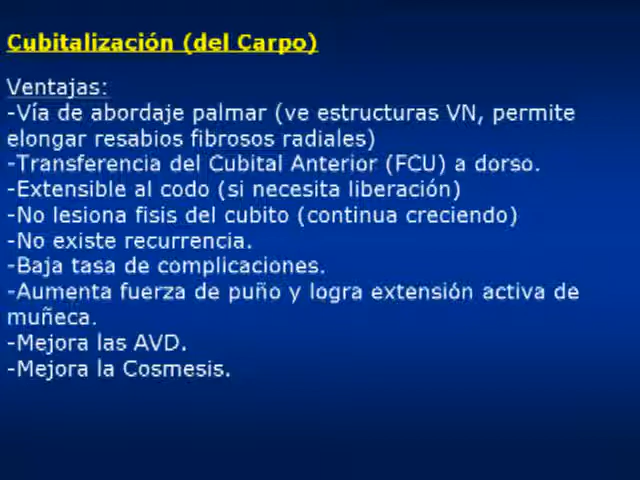 Cubitalización (del Carpo)
Ventajas:
-Vía de abordaje palmar (ve estructuras VN, permite
elongar resabios fibrosos radiales)
-Transferencia del Cubital Anterior (FCU) a dorso.
-Extensible al codo (si necesita liberación)
-No lesiona fisis del cubito (continua creciendo)
-No existe recurrencia.
-Baja tasa de complicaciones.
-Aumenta fuerza de puño y logra extensión activa de
muñeca.
-Mejora las AVD.
-Mejora la Cosmesis.